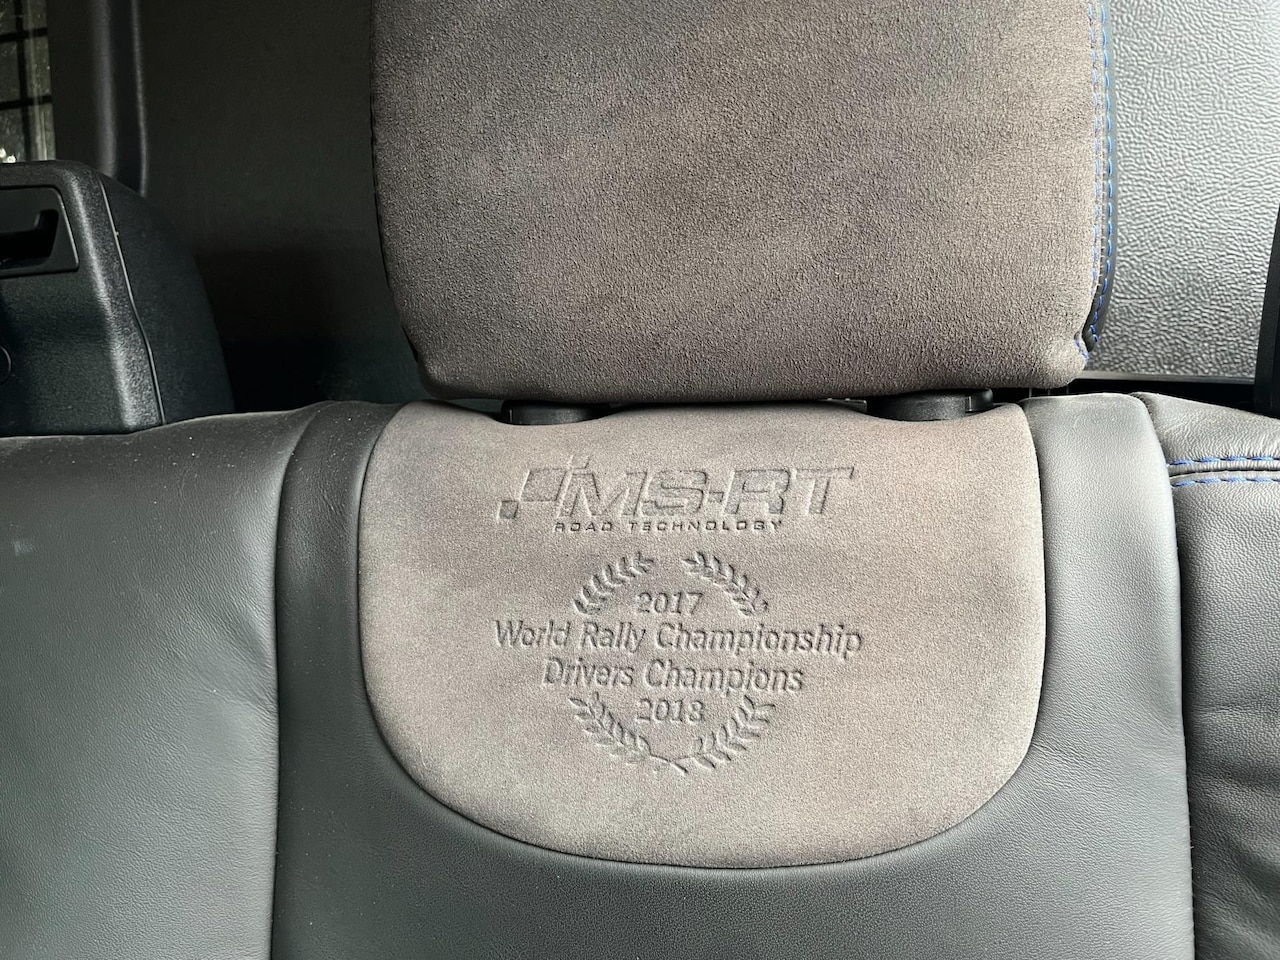 MS-RT
ROAD TECHNOLOGY
2017
World Rally Championship
Drivers Champions
2018